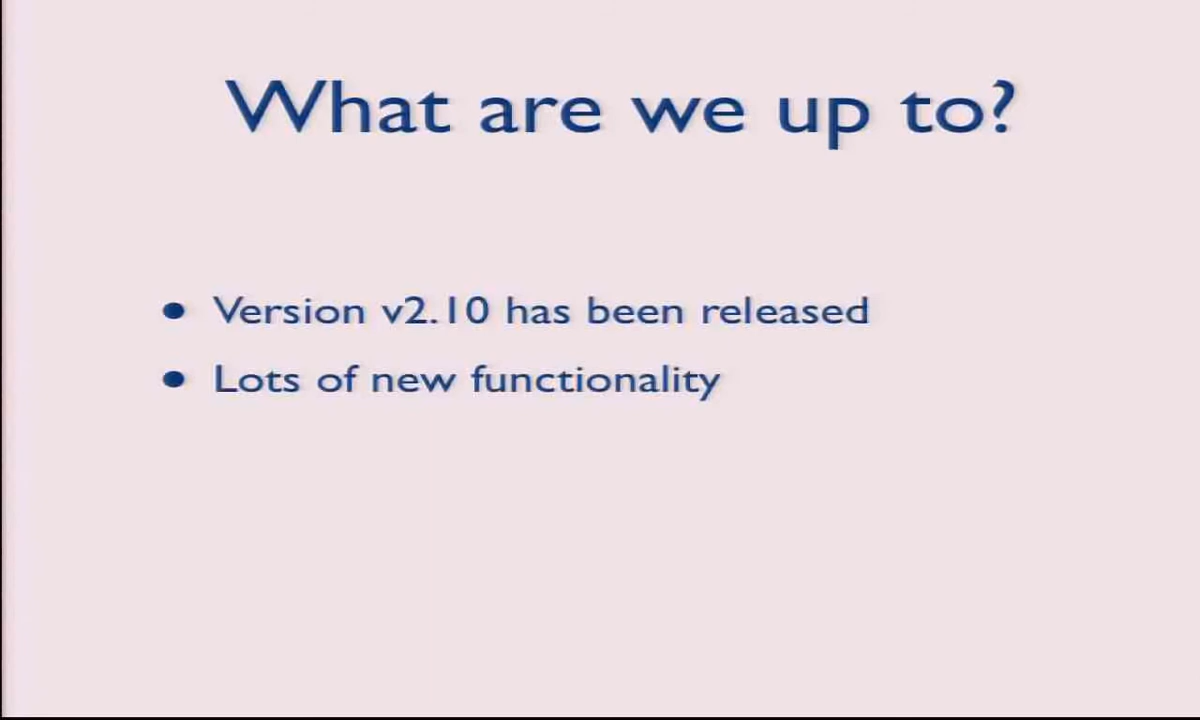 What are we up to?
• Version v2.10 has been released
• Lots of new functionality